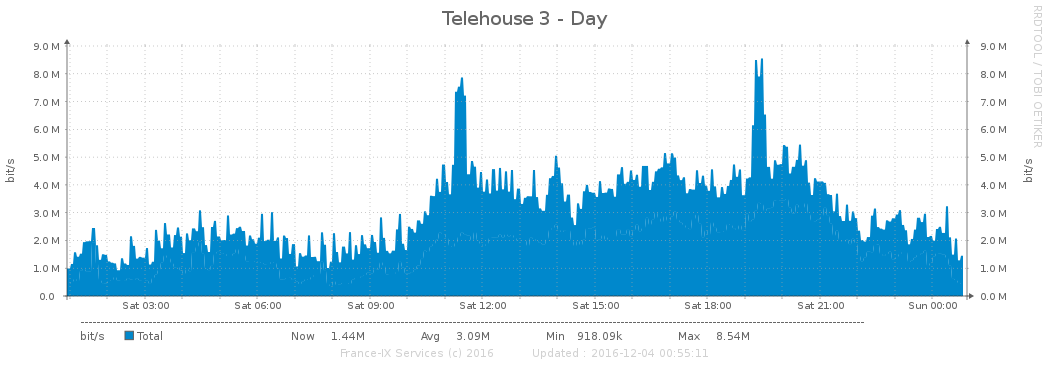 Telehouse 3 - Day
RRDTOOL / TOBI OETIKER
bit/s
9.0 M 9.0 M
8.0 M 8.0 M
7.0 M 7.0 M
6.0 M 6.0 M
5.0 M 5.0 M
4.0 M 4.0 M
3.0 M 3.0 M
2.0 M 2.0 M
1.0 M 1.0 M
0.0 0.0 M
bit/s
Sat 03:00 Sat 06:00 Sat 09:00 Sat 12:00 Sat 15:00 Sat 18:00 Sat 21:00 Sun 00:00
bit/s Total Now 1.44M Avg 3.09M Min 918.09k Max 8.54M
France-IX Services (c) 2016 Updated : 2016-12-04 00:55:11